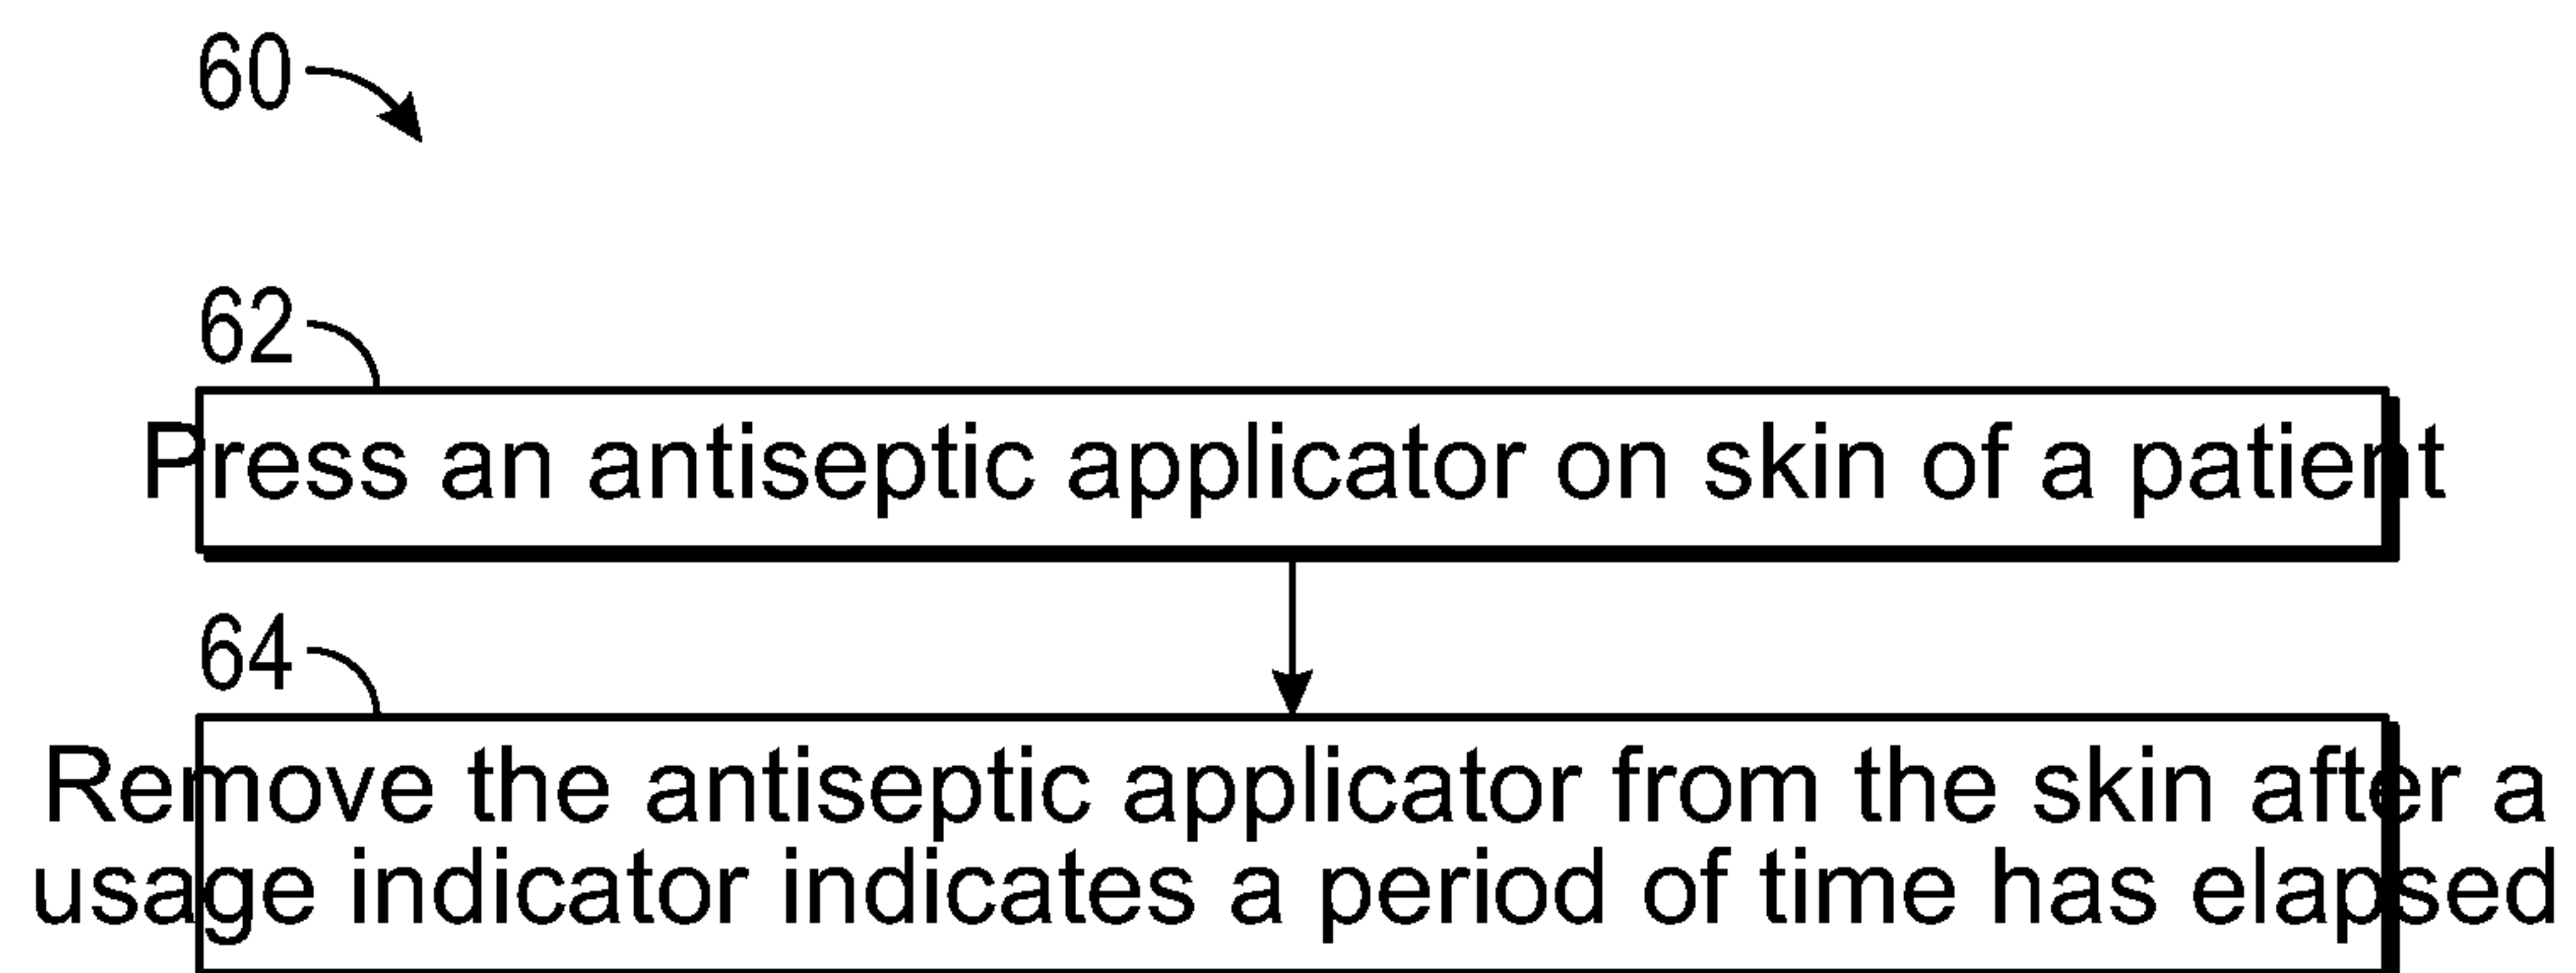 60
62
Press an antiseptic applicator on skin of a patient
64
Remove the antiseptic applicator from the skin after a
usage indicator indicates a period of time has elapsed